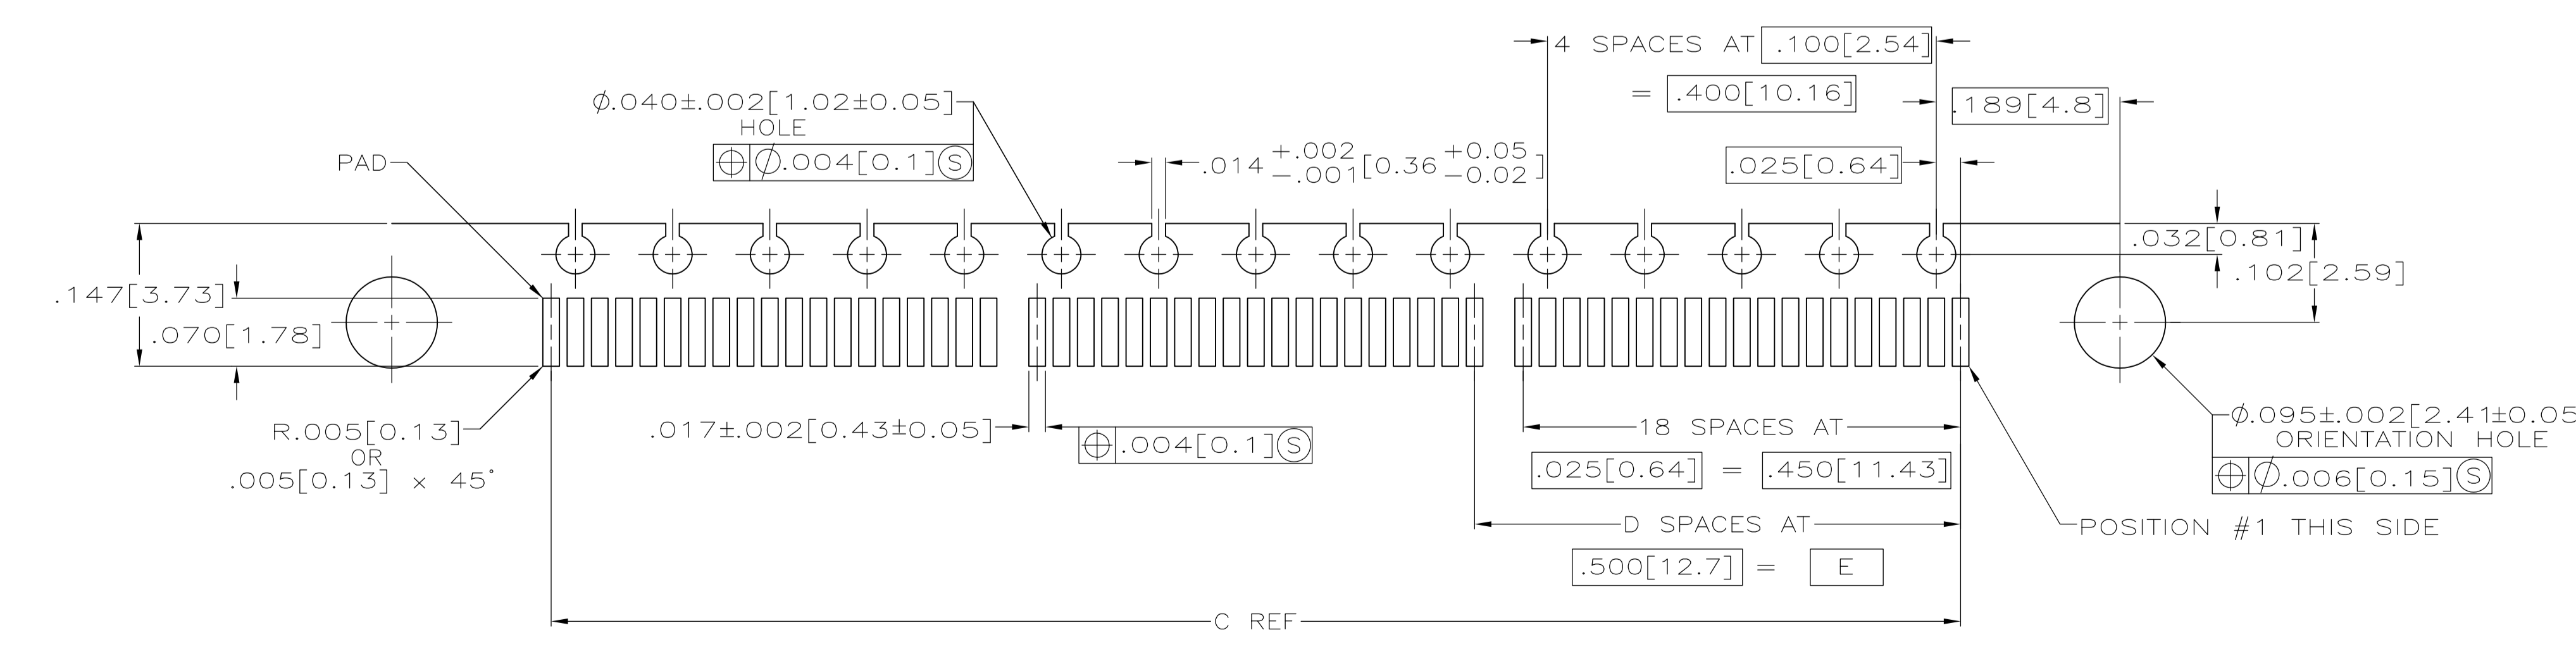 4 SPACES AT .100[2.54]
= .400[10.16]
.189[4.8]
⌀.040±.002[1.02±0.05]
HOLE
⌖ ⌀.004[0.1]Ⓢ
.014 +.002 -.001 [0.36 +0.05 -0.02]
.025[0.64]
PAD
.032[0.81]
.102[2.59]
.147[3.73]
.070[1.78]
R.005[0.13]
OR
.005[0.13] × 45°
.017±.002[0.43±0.05]
⌖ .004[0.1]Ⓢ
18 SPACES AT
.025[0.64] = .450[11.43]
⌀.095±.002[2.41±0.05
ORIENTATION HOLE
⌖ ⌀.006[0.15]Ⓢ
D SPACES AT
.500[12.7] = E
POSITION #1 THIS SIDE
C REF